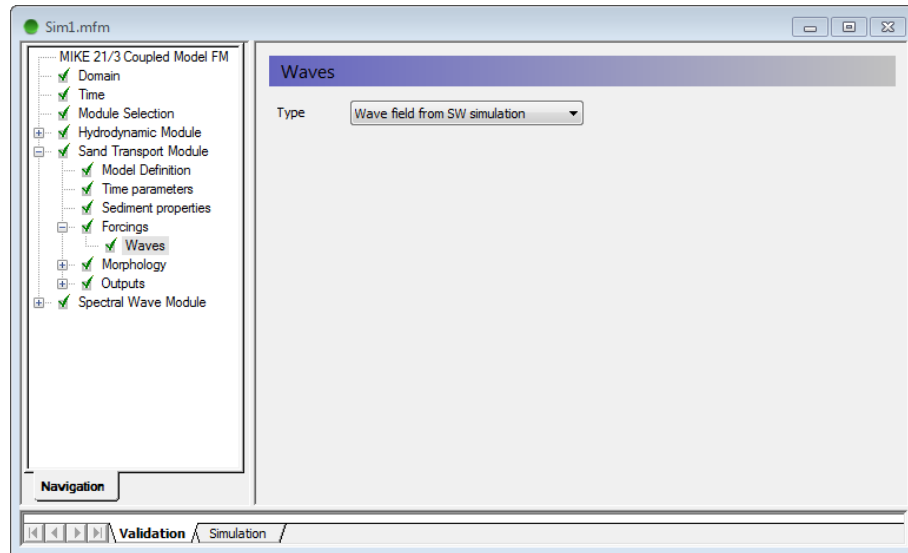 Sim1.mfm
MIKE 21/3 Coupled Model FM
Domain
Time
Module Selection
Hydrodynamic Module
Sand Transport Module
Model Definition
Time parameters
Sediment properties
Forcings
Waves
Morphology
Outputs
Spectral Wave Module
Navigation
Waves
Type Wave field from SW simulation
Validation Simulation